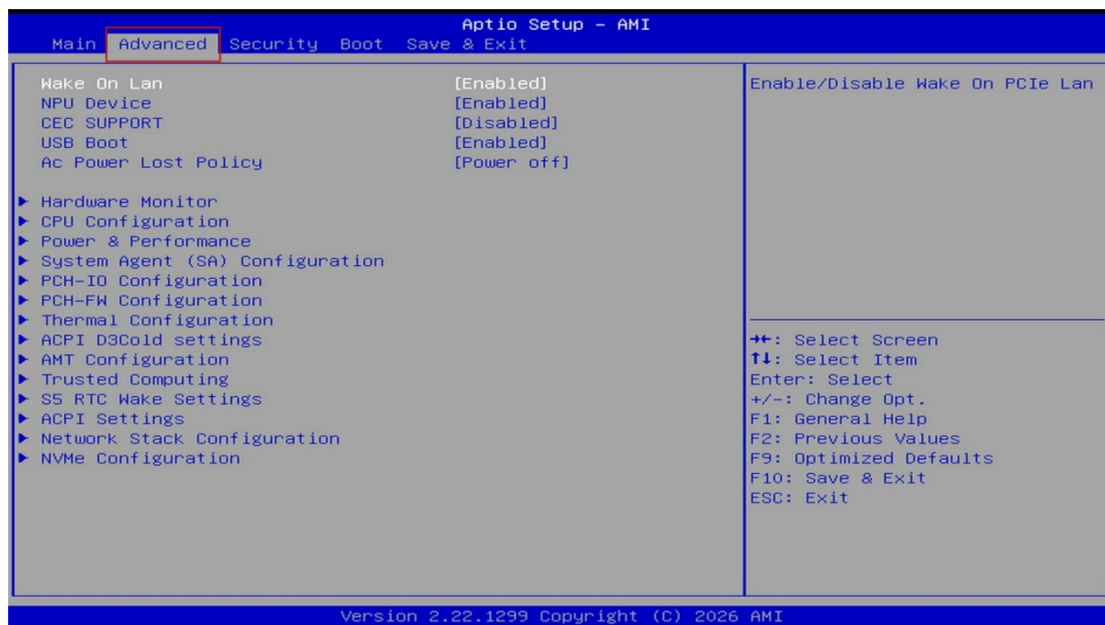 Aptio Setup – AMI
Main Advanced Security Boot Save & Exit
Wake On Lan [Enabled]
NPU Device [Enabled]
CEC SUPPORT [Disabled]
USB Boot [Enabled]
Ac Power Lost Policy [Power off]
► Hardware Monitor
► CPU Configuration
► Power & Performance
► System Agent (SA) Configuration
► PCH-IO Configuration
► PCH-FW Configuration
► Thermal Configuration
► ACPI D3Cold settings
► AMT Configuration
► Trusted Computing
► S5 RTC Wake Settings
► ACPI Settings
► Network Stack Configuration
► NVMe Configuration
Enable/Disable Wake On PCIe Lan
→←: Select Screen
↑↓: Select Item
Enter: Select
+/-: Change Opt.
F1: General Help
F2: Previous Values
F9: Optimized Defaults
F10: Save & Exit
ESC: Exit
Version 2.22.1299 Copyright (C) 2026 AMI